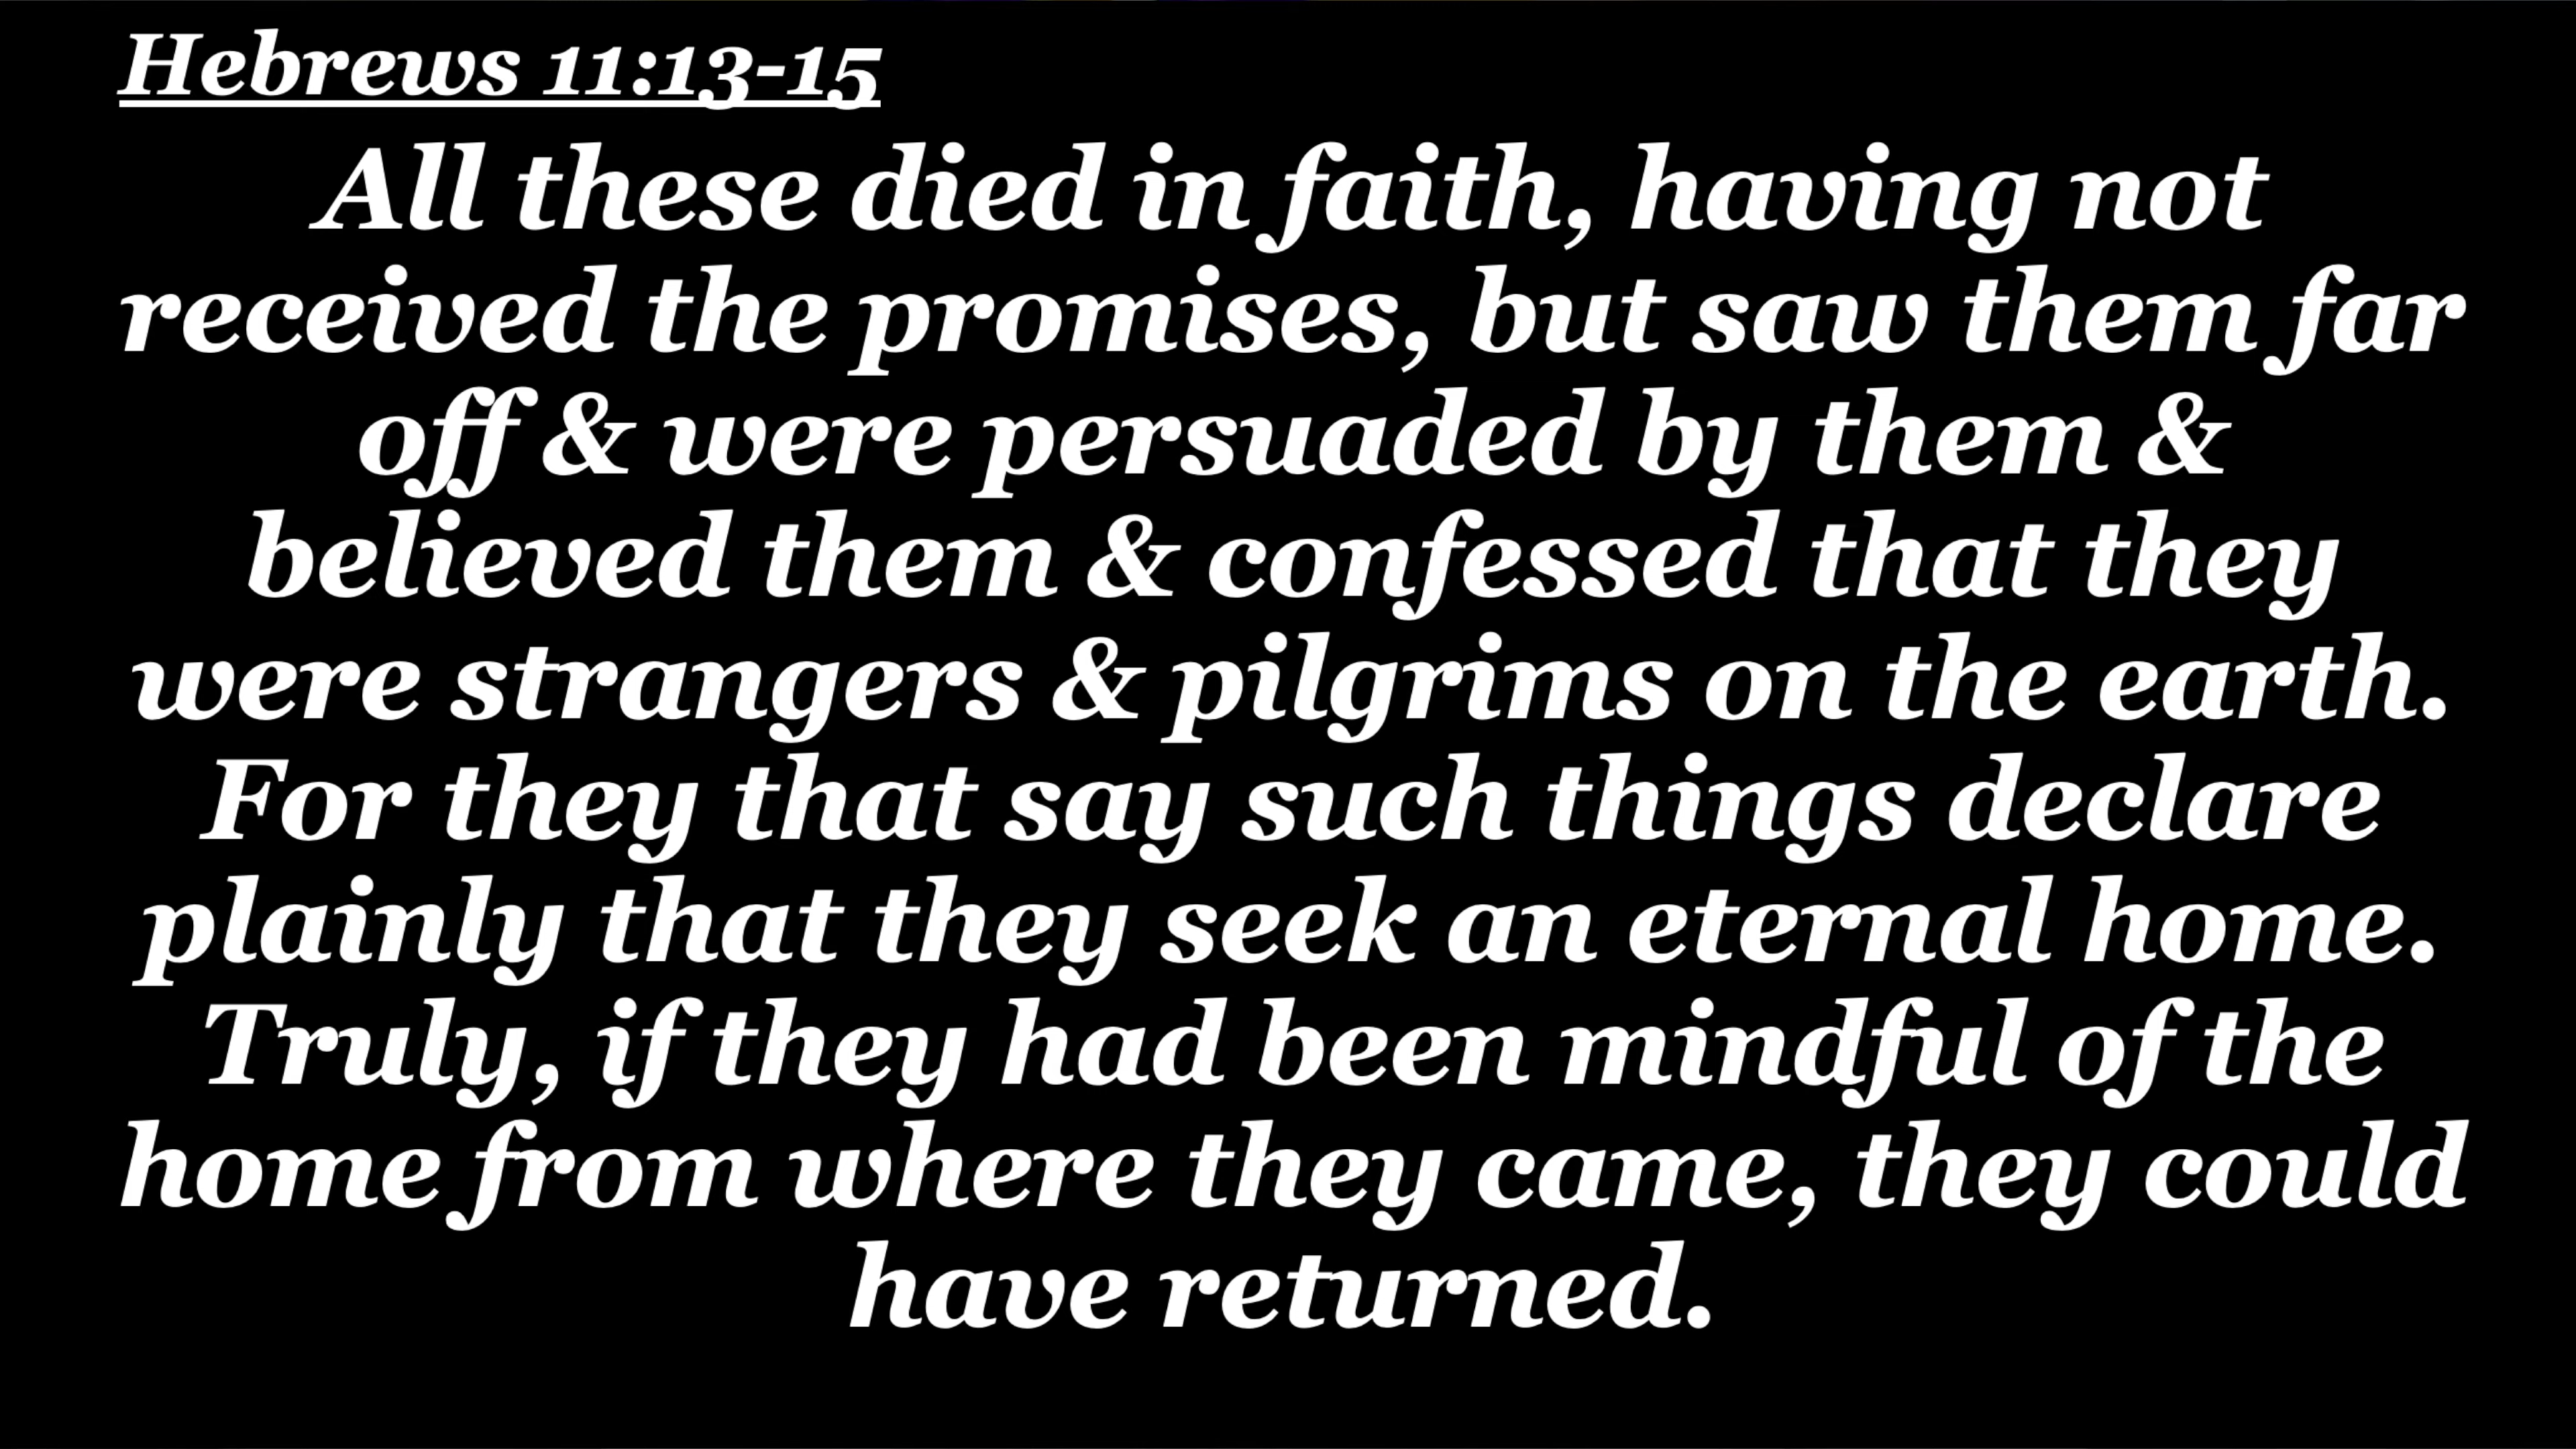 Hebrews 11:13-15
All these died in faith, having not
received the promises, but saw them far
off & were persuaded by them &
believed them & confessed that they
were strangers & pilgrims on the earth.
For they that say such things declare
plainly that they seek an eternal home.
Truly, if they had been mindful of the
home from where they came, they could
have returned.